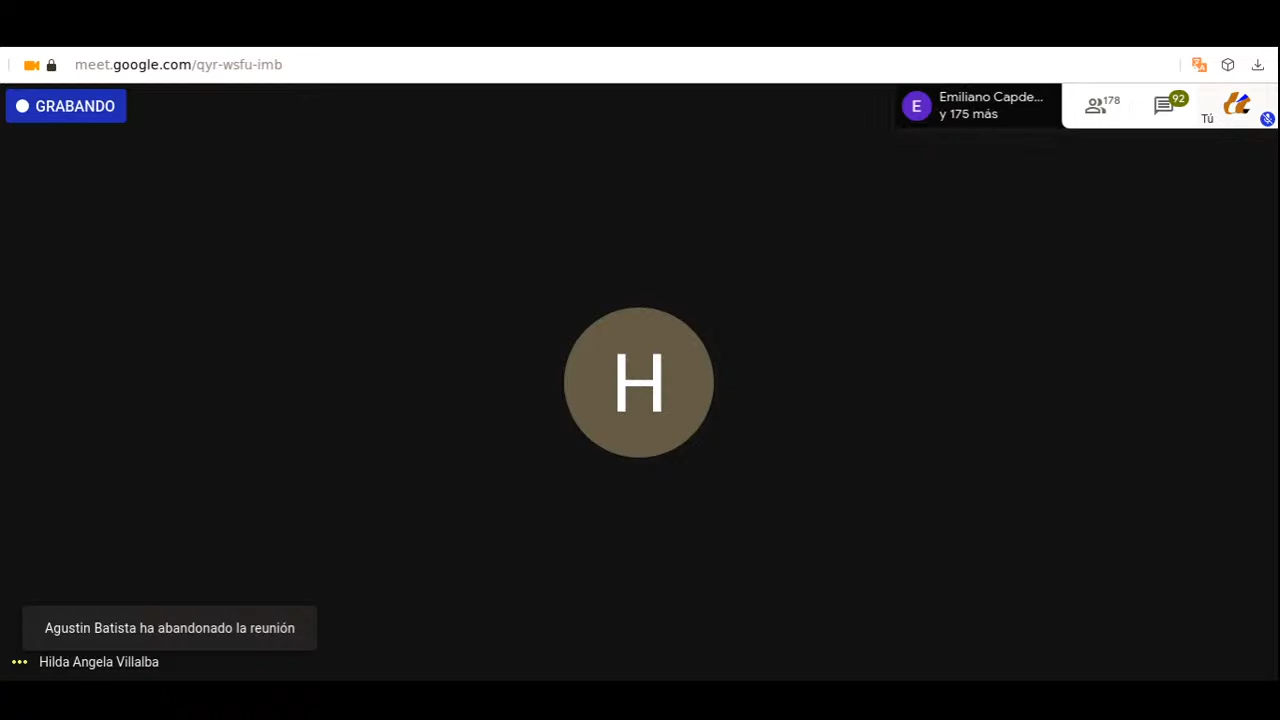 meet.google.com/qyr-wsfu-imb
GRABANDO
E
Emiliano Capde...
y 175 más
178
92
Tú
H
Agustin Batista ha abandonado la reunión
Hilda Angela Villalba